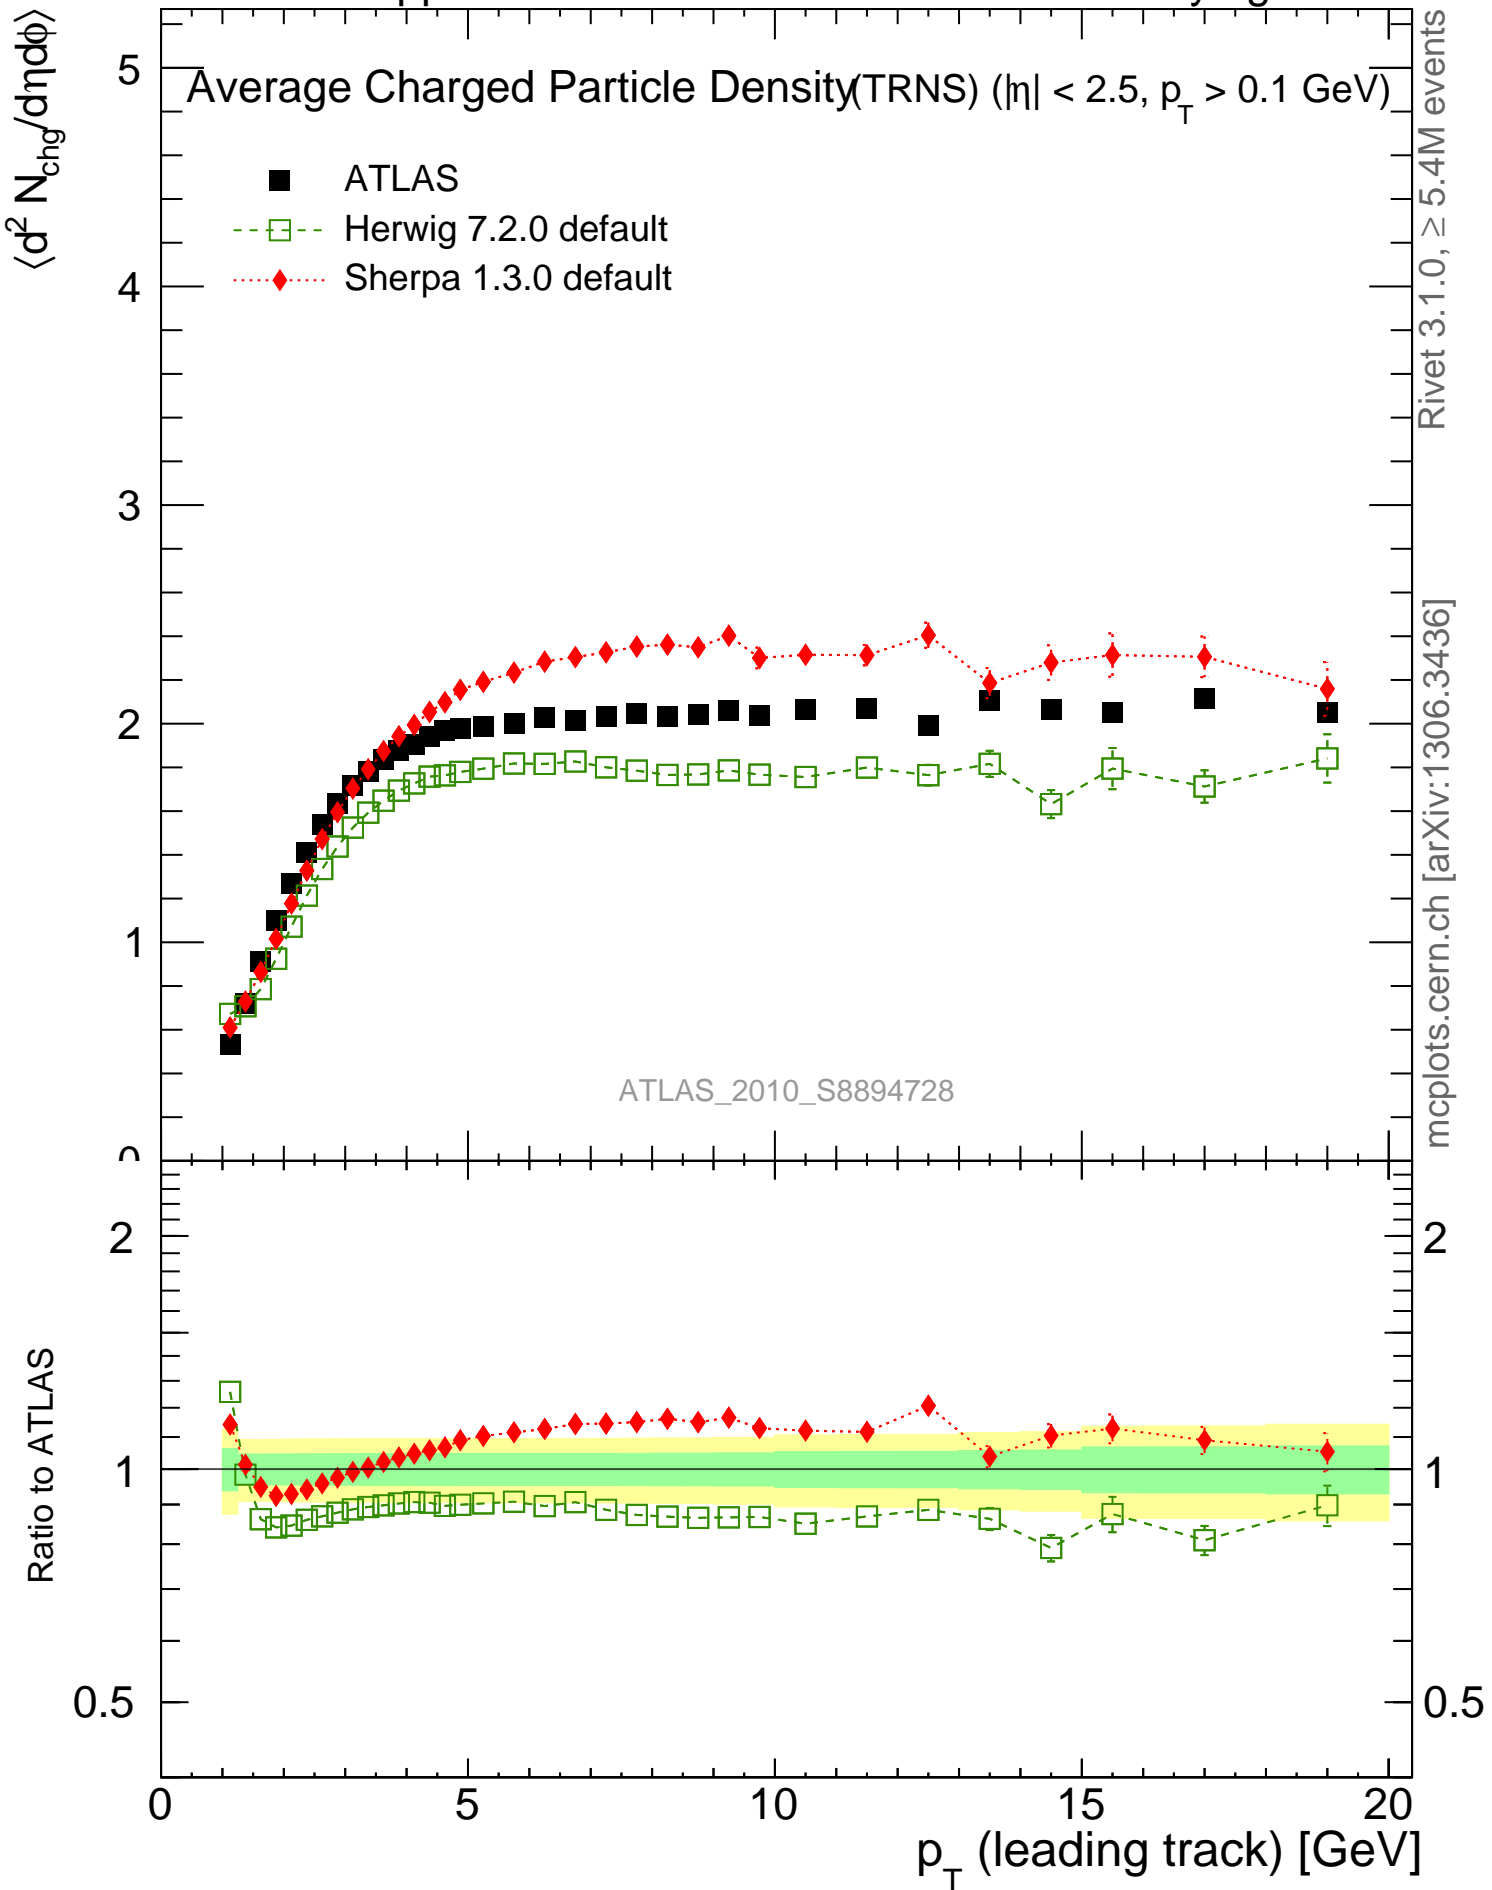 pp
⟨d² N_chg/dηdϕ⟩
Average Charged Particle Density(TRNS) (|η| < 2.5, p_T > 0.1 GeV)
ATLAS
Herwig 7.2.0 default
Sherpa 1.3.0 default
5
4
3
2
1
0
ATLAS_2010_S8894728
Rivet 3.1.0, ≥ 5.4M events
mcplots.cern.ch [arXiv:1306.3436]
Ratio to ATLAS
2
1
0.5
2
1
0.5
0 5 10 15 20
p_T (leading track) [GeV]